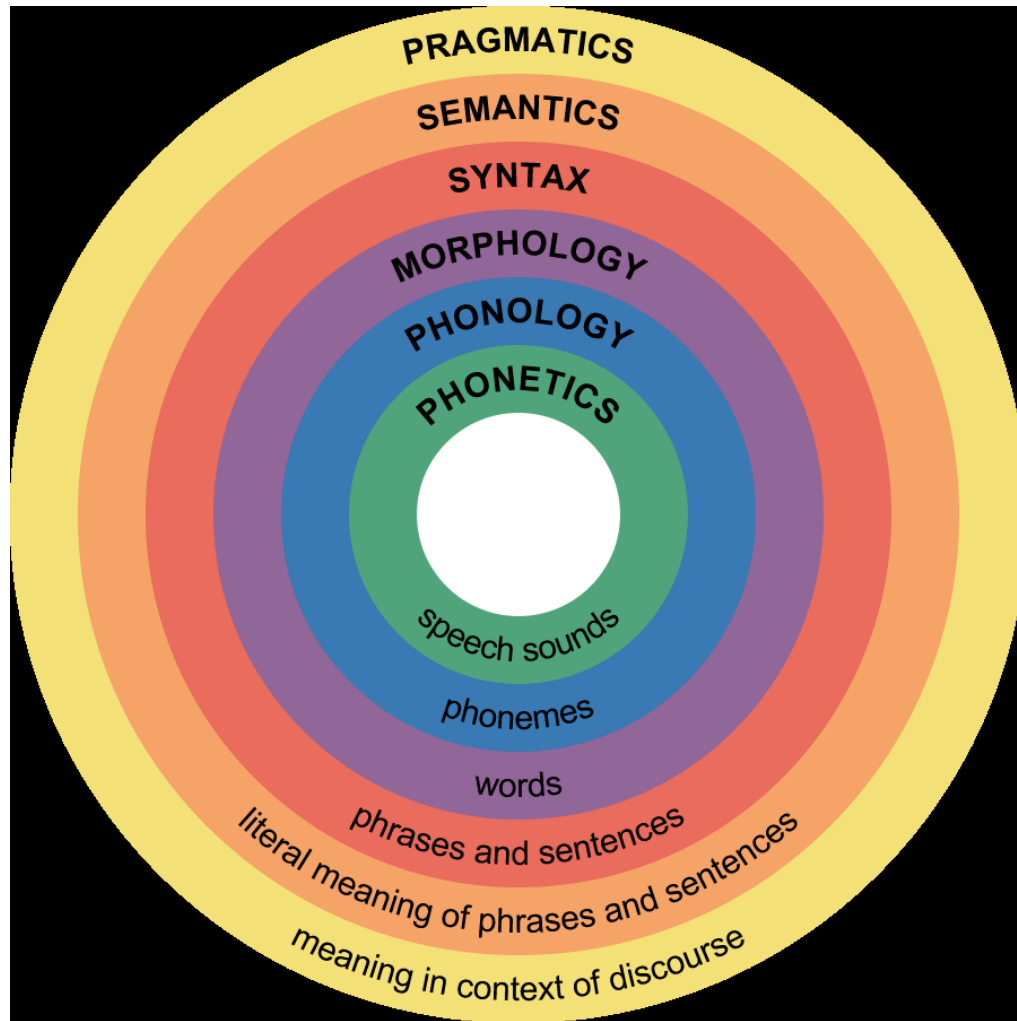 PRAGMATICS
SEMANTICS
SYNTAX
MORPHOLOGY
PHONOLOGY
PHONETICS
speech sounds
phonemes
words
phrases and sentences
literal meaning of phrases and sentences
meaning in context of discourse